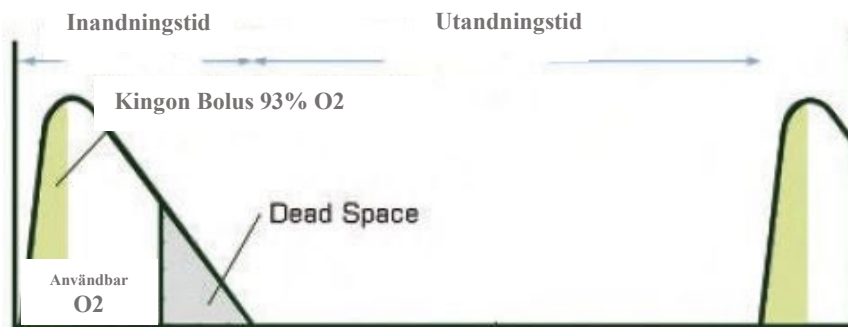 Inandningstid
Utandningstid
Kingon Bolus 93% O2
Dead Space
Användbar
O2